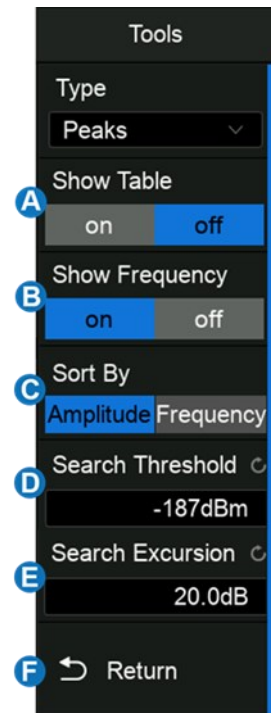 Tools
Type
Peaks
Show Table
A
on off
Show Frequency
B
on off
Sort By
C
Amplitude Frequency
Search Threshold
D
-187dBm
Search Excursion
E
20.0dB
F Return